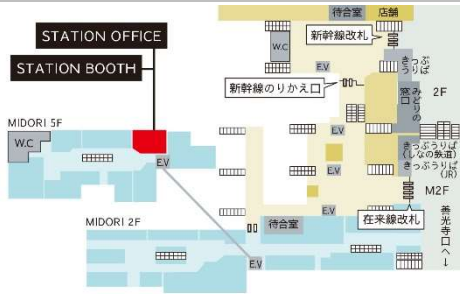 待合室
店舗
STATION OFFICE
新幹線改札
W.C
STATION BOOTH
E.V
きっぷ
うりば
新幹線のりかえ口
みどりの
窓口
2F
MIDORI 5F
E.V
W.C
きっぷうりば
(しなの鉄道)
E.V
きっぷうりば
(JR)
M2F
E.V
MIDORI 2F
待合室
在来線改札
善光寺口へ↓
E.V